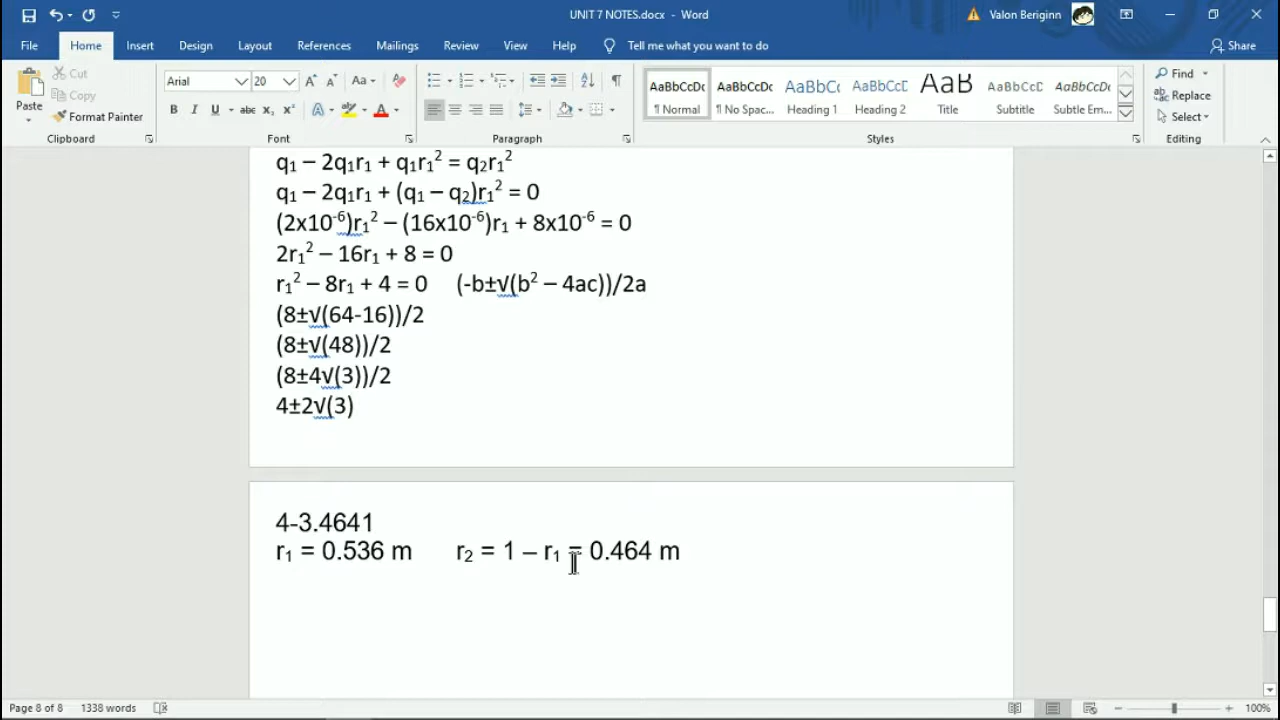 UNIT 7 NOTES.docx - Word
Valon Beriginn
File Home Insert Design Layout References Mailings Review View Help Tell me what you want to do Share
Paste
Cut
Copy
Format Painter
Clipboard
Arial 20
Font
Paragraph
AaBbCcDc AaBbCcDc AaBbCc AaBbCcD AaB AaBbCcD AaBbCcDc
¶ Normal ¶ No Spac... Heading 1 Heading 2 Title Subtitle Subtle Em...
Styles
Find
Replace
Select
Editing
q₁ – 2q₁r₁ + q₁r₁² = q₂r₁²
q₁ – 2q₁r₁ + (q₁ – q₂)r₁² = 0
(2x10⁻⁶)r₁² – (16x10⁻⁶)r₁ + 8x10⁻⁶ = 0
2r₁² – 16r₁ + 8 = 0
r₁² – 8r₁ + 4 = 0 (-b±√(b² – 4ac))/2a
(8±√(64-16))/2
(8±√(48))/2
(8±4√(3))/2
4±2√(3)
4-3.4641
r₁ = 0.536 m r₂ = 1 – r₁ = 0.464 m
Page 8 of 8 1338 words 100%